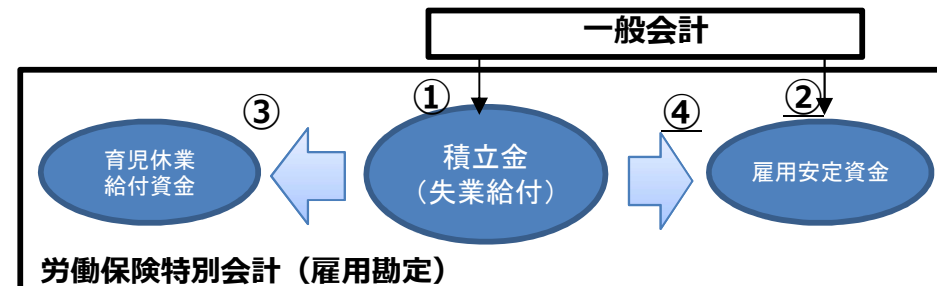 一般会計
③
①
④
②
育児休業
給付資金
積立金
（失業給付）
雇用安定資金
労働保険特別会計（雇用勘定）